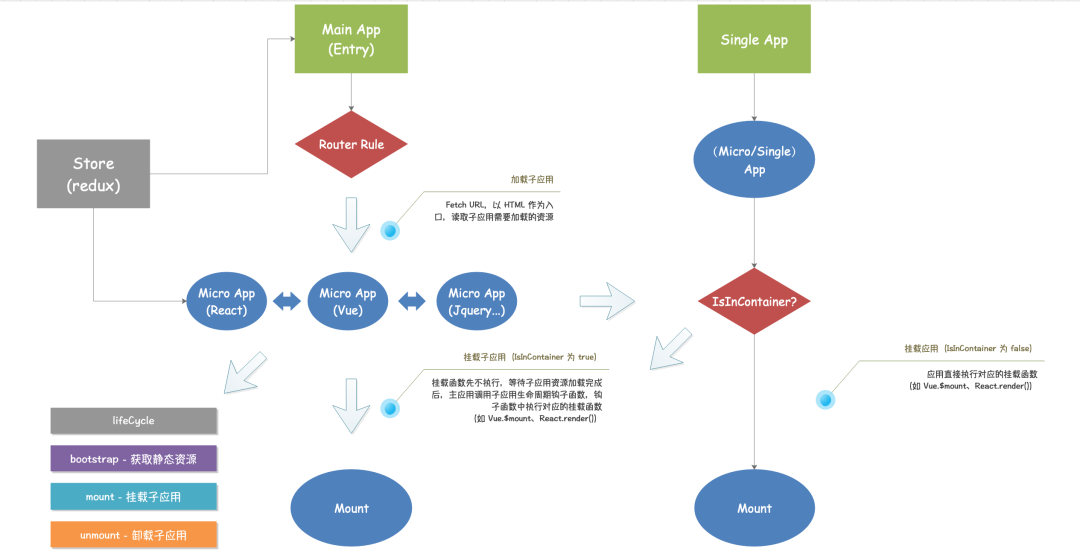 Main App
(Entry)
Single App
Router Rule
Store
(redux)
（Micro/Single）
App
加载子应用
Fetch URL，以 HTML 作为入
口，读取子应用需要加载的资源
Micro App
(React)
Micro App
(Vue)
Micro App
(Jquery...)
IsInContainer?
挂载子应用（IsInContainer 为 true)
挂载函数先不执行，等待子应用资源加载完成
后，主应用调用子应用生命周期钩子函数，钩
子函数中执行对应的挂载函数
(如 Vue.$mount、React.render())
挂载应用（IsInContainer 为 false)
应用直接执行对应的挂载函数
(如 Vue.$mount、React.render())
lifeCycle
bootstrap - 获取静态资源
mount - 挂载子应用
unmount - 卸载子应用
Mount
Mount